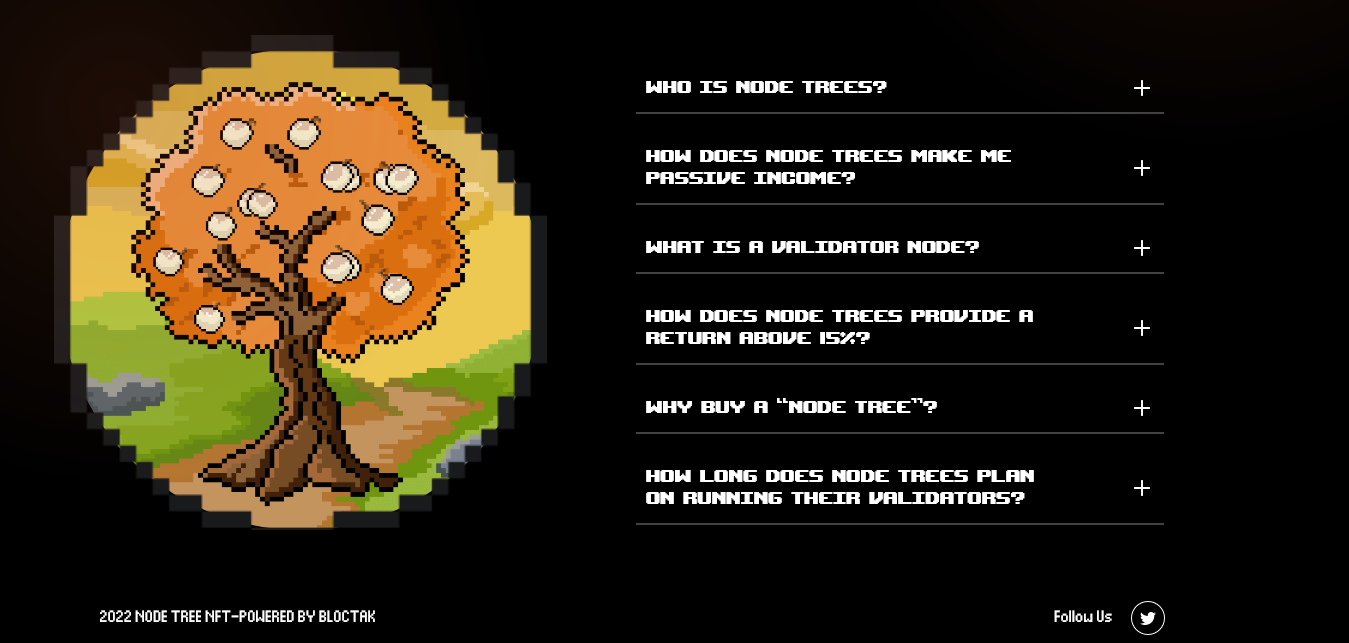 WHO IS NODE TREES?
HOW DOES NODE TREES MAKE ME
PASSIVE INCOME?
WHAT IS A VALIDATOR NODE?
HOW DOES NODE TREES PROVIDE A
RETURN ABOVE 15%?
WHY BUY A “NODE TREE”?
HOW LONG DOES NODE TREES PLAN
ON RUNNING THEIR VALIDATORS?
2022 NODE TREE NFT-POWERED BY BLOCTAK
Follow Us